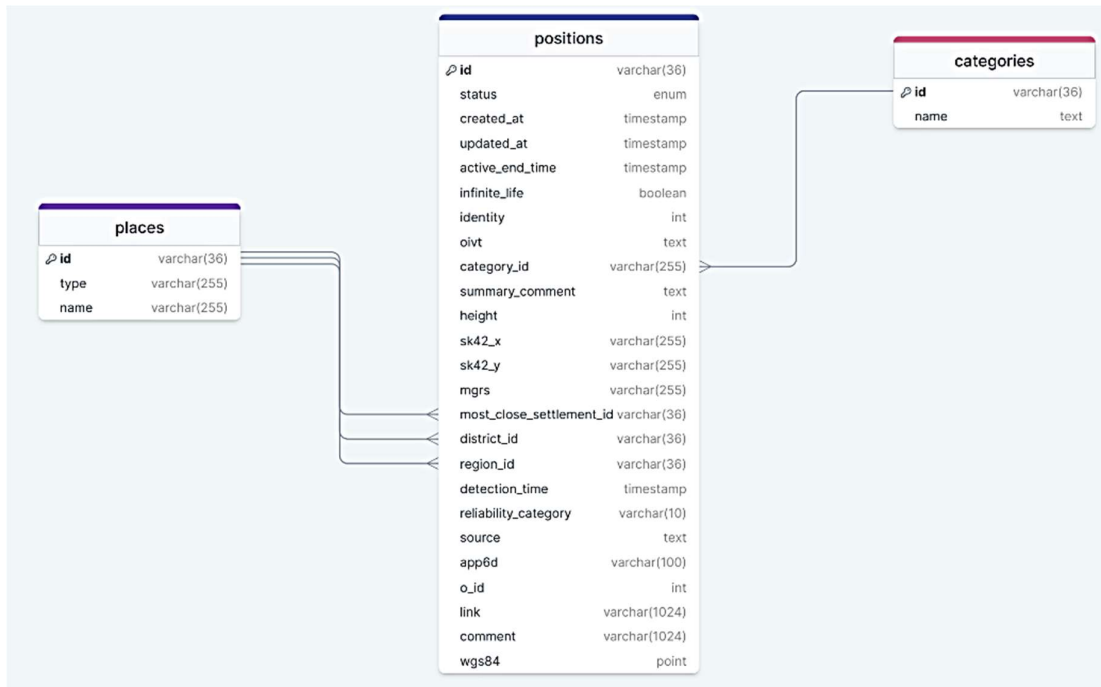 positions
id varchar(36)
status enum
created_at timestamp
updated_at timestamp
active_end_time timestamp
infinite_life boolean
identity int
oivt text
category_id varchar(255)
summary_comment text
height int
sk42_x varchar(255)
sk42_y varchar(255)
mgrs varchar(255)
most_close_settlement_id varchar(36)
district_id varchar(36)
region_id varchar(36)
detection_time timestamp
reliability_category varchar(10)
source text
app6d varchar(100)
o_id int
link varchar(1024)
comment varchar(1024)
wgs84 point
categories
id varchar(36)
name text
places
id varchar(36)
type varchar(255)
name varchar(255)